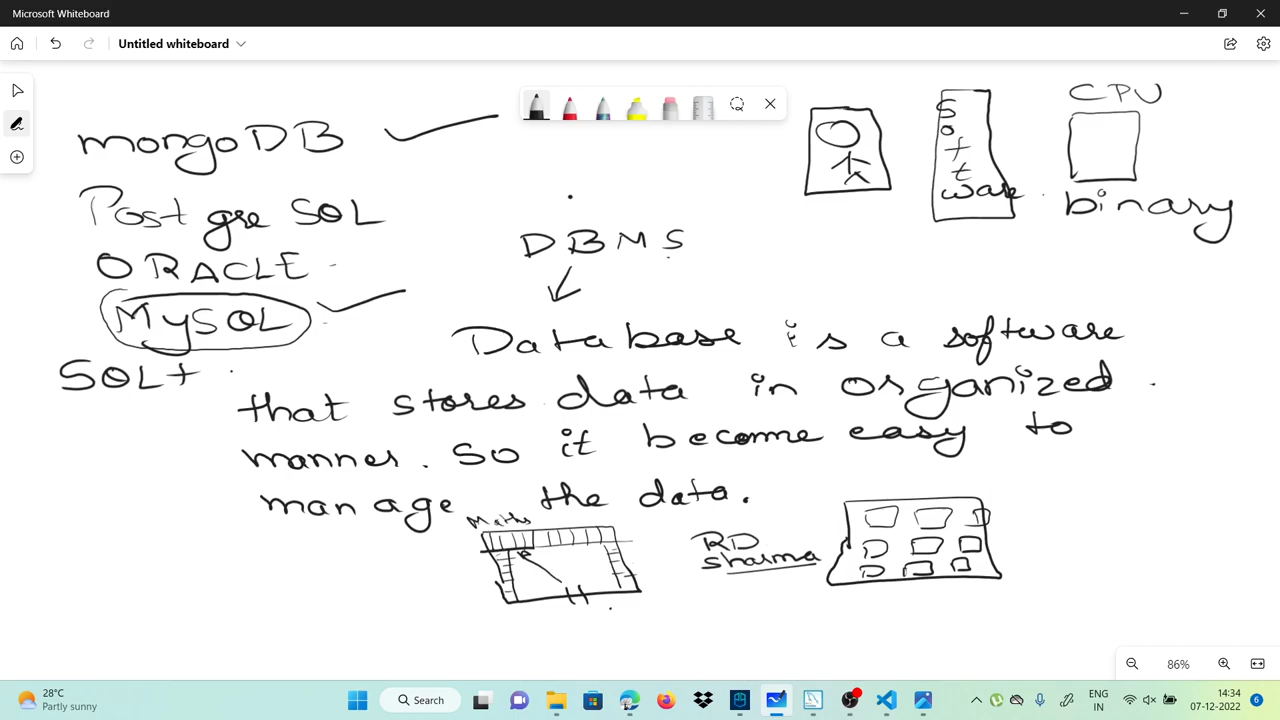 Microsoft Whiteboard
Untitled whiteboard
mongoDB
PostgreSQL
ORACLE
MySQL
SQL+
DBMS
Database is a software
that stores data in organized
manner. So it become easy to
manage the data.
Maths
RD
sharma
Software
CPU
binary
86%
28°C
Partly sunny
Search
ENG
IN
14:34
07-12-2022
6